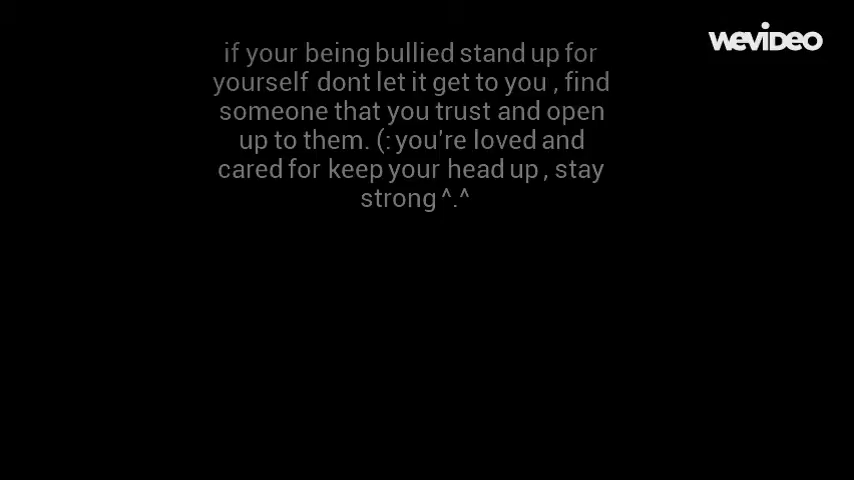 wevideo
if your being bullied stand up for
yourself dont let it get to you , find
someone that you trust and open
up to them. (: you're loved and
cared for keep your head up , stay
strong ^.^